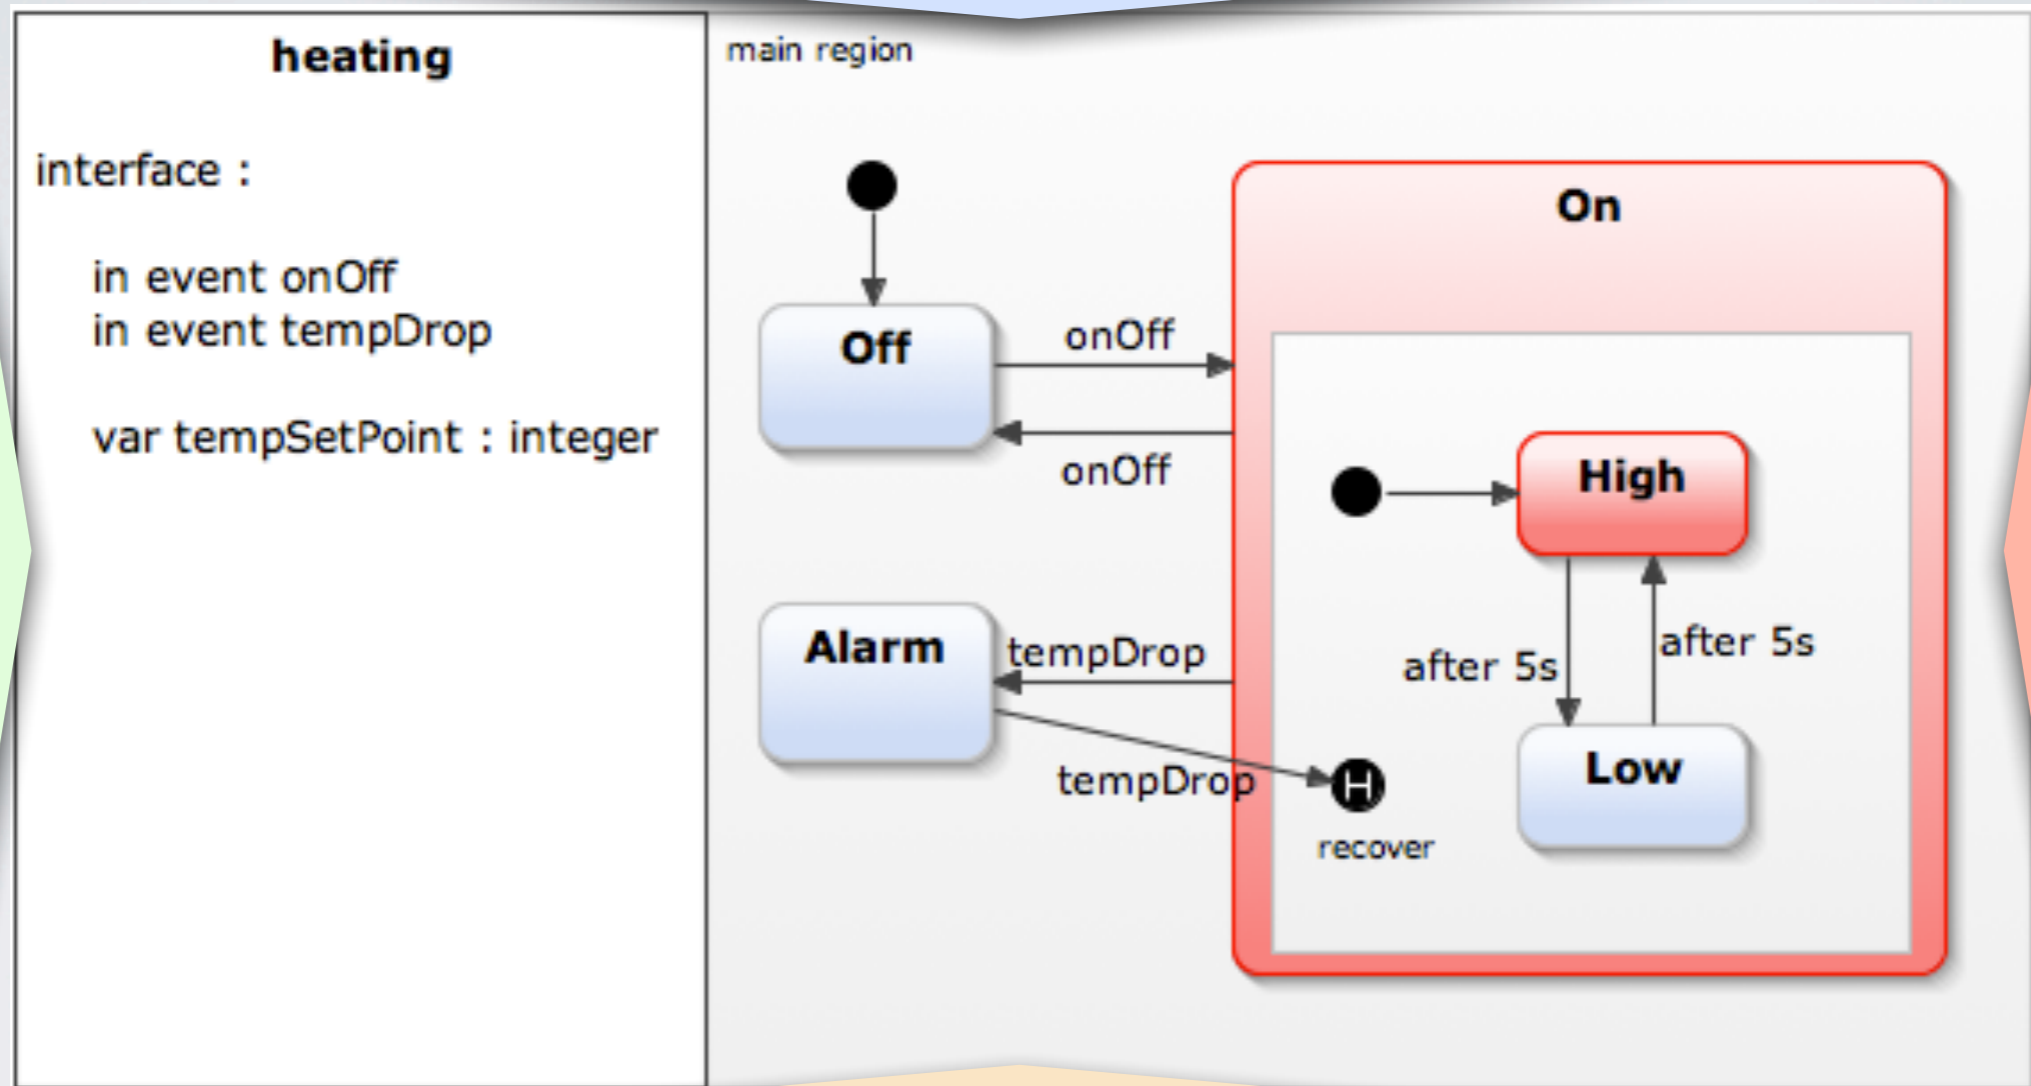 heating
interface :
in event onOff
in event tempDrop
var tempSetPoint : integer
main region
On
Off
onOff
onOff
High
Alarm
tempDrop
after 5s
after 5s
tempDrop
H
recover
Low